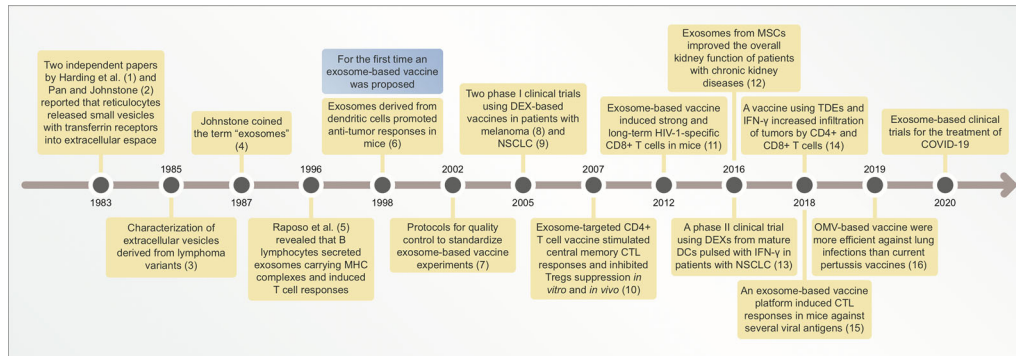 Two independent papers
by Harding et al. (1) and
Pan and Johnstone (2)
reported that reticulocytes
released small vesicles
with transferrin receptors
into extracellular espace
1983
1985
Characterization of
extracellular vesicles
derived from lymphoma
variants (3)
Johnstone coined
the term “exosomes”
(4)
1987
1996
Raposo et al. (5)
revealed that B
lymphocytes secreted
exosomes carrying MHC
complexes and induced
T cell responses
For the first time an
exosome-based vaccine
was proposed
Exosomes derived from
dendritic cells promoted
anti-tumor responses in
mice (6)
1998
2002
Protocols for quality
control to standardize
exosome-based vaccine
experiments (7)
Two phase I clinical trials
using DEX-based
vaccines in patients with
melanoma (8) and
NSCLC (9)
2005
2007
Exosome-targeted CD4+
T cell vaccine stimulated
central memory CTL
responses and inhibited
Tregs suppression in
vitro and in vivo (10)
Exosome-based vaccine
induced strong and
long-term HIV-1-specific
CD8+ T cells in mice (11)
2012
Exosomes from MSCs
improved the overall
kidney function of patients
with chronic kidney
diseases (12)
2016
A phase II clinical trial
using DEXs from mature
DCs pulsed with IFN-γ in
patients with NSCLC (13)
A vaccine using TDEs and
IFN-γ increased infiltration
of tumors by CD4+ and
CD8+ T cells (14)
2018
An exosome-based vaccine
platform induced CTL
responses in mice against
several viral antigens (15)
2019
OMV-based vaccine were
more efficient against lung
infections than current
pertussis vaccines (16)
Exosome-based clinical
trials for the treatment of
COVID-19
2020